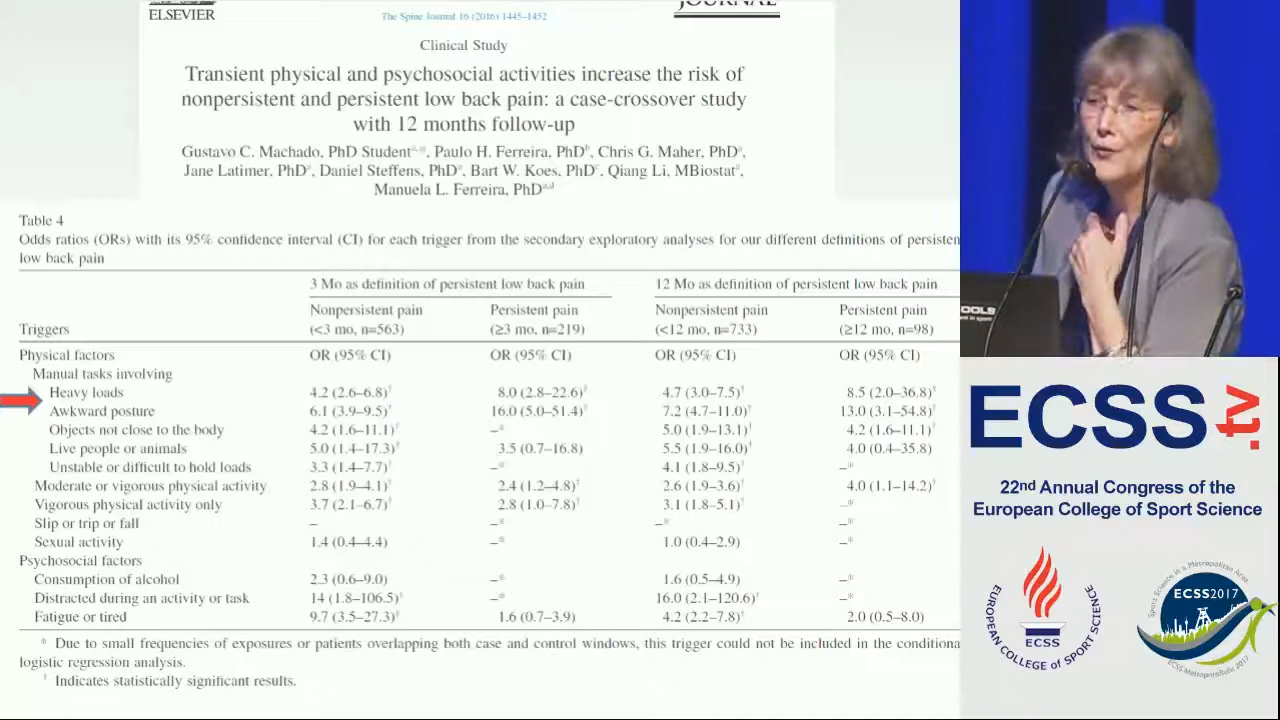 ELSEVIER
The Spine Journal 16 (2016) 1445–1452
JOURNAL
Clinical Study
Transient physical and psychosocial activities increase the risk of
nonpersistent and persistent low back pain: a case-crossover study
with 12 months follow-up
Gustavo C. Machado, PhD Studentᵃ,*, Paulo H. Ferreira, PhDᵇ, Chris G. Maher, PhDᵃ,
Jane Latimer, PhDᵃ, Daniel Steffens, PhDᵃ, Bart W. Koes, PhDᶜ, Qiang Li, MBiostatᵃ,
Manuela L. Ferreira, PhDᵃ,ᵈ
Table 4
Odds ratios (ORs) with its 95% confidence interval (CI) for each trigger from the secondary exploratory analyses for our different definitions of persisten
low back pain
3 Mo as definition of persistent low back pain 12 Mo as definition of persistent low back pain
Nonpersistent pain Persistent pain Nonpersistent pain Persistent pain
Triggers (<3 mo, n=563) (≥3 mo, n=219) (<12 mo, n=733) (≥12 mo, n=98)
Physical factors OR (95% CI) OR (95% CI) OR (95% CI) OR (95% CI)
Manual tasks involving
Heavy loads 4.2 (2.6–6.8)† 8.0 (2.8–22.6)† 4.7 (3.0–7.5)† 8.5 (2.0–36.8)†
Awkward posture 6.1 (3.9–9.5)† 16.0 (5.0–51.4)† 7.2 (4.7–11.0)† 13.0 (3.1–54.8)†
Objects not close to the body 4.2 (1.6–11.1)† –* 5.0 (1.9–13.1)† 4.2 (1.6–11.1)†
Live people or animals 5.0 (1.4–17.3)† 3.5 (0.7–16.8) 5.5 (1.9–16.0)† 4.0 (0.4–35.8)
Unstable or difficult to hold loads 3.3 (1.4–7.7)† –* 4.1 (1.8–9.5)† –*
Moderate or vigorous physical activity 2.8 (1.9–4.1)† 2.4 (1.2–4.8)† 2.6 (1.9–3.6)† 4.0 (1.1–14.2)†
Vigorous physical activity only 3.7 (2.1–6.7)† 2.8 (1.0–7.8)† 3.1 (1.8–5.1)† –*
Slip or trip or fall – –* –* –*
Sexual activity 1.4 (0.4–4.4) –* 1.0 (0.4–2.9) –*
Psychosocial factors
Consumption of alcohol 2.3 (0.6–9.0) –* 1.6 (0.5–4.9) –*
Distracted during an activity or task 14 (1.8–106.5)† –* 16.0 (2.1–120.6)† –*
Fatigue or tired 9.7 (3.5–27.3)† 1.6 (0.7–3.9) 4.2 (2.2–7.8)† 2.0 (0.5–8.0)
* Due to small frequencies of exposures or patients overlapping both case and control windows, this trigger could not be included in the conditiona
logistic regression analysis.
† Indicates statistically significant results.
OOLS
ECSS.tv
22nd Annual Congress of the
European College of Sport Science
EUROPEAN COLLEGE OF SPORT SCIENCE
ECSS
Sport Science in a Metropolitan Area
ECSS2017
ECSS MetropolisRuhr 2017